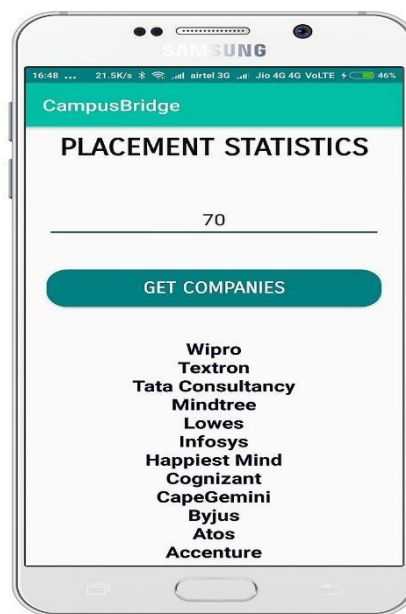 SAMSUNG
16:48 ... 21.5K/s airtel 3G Jio 4G 4G VoLTE 46%
CampusBridge
PLACEMENT STATISTICS
70
GET COMPANIES
Wipro
Textron
Tata Consultancy
Mindtree
Lowes
Infosys
Happiest Mind
Cognizant
CapeGemini
Byjus
Atos
Accenture